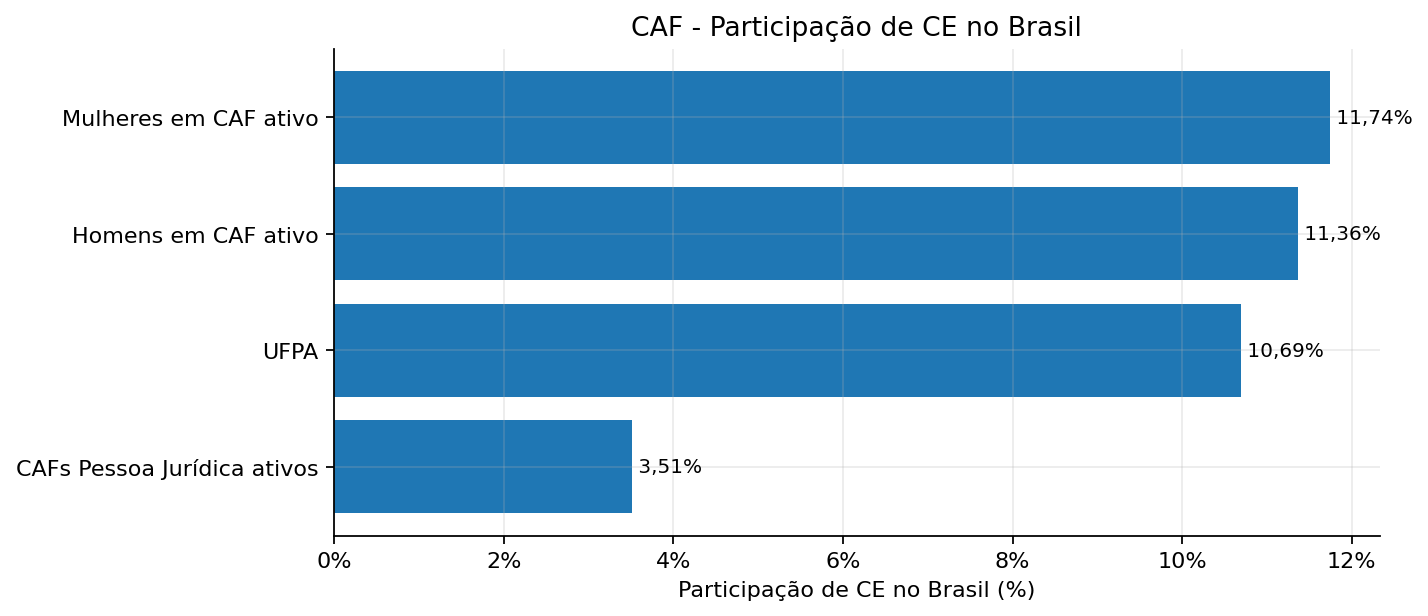 CAF - Participação de CE no Brasil
Mulheres em CAF ativo
11,74%
Homens em CAF ativo
11,36%
UFPA
10,69%
CAFs Pessoa Jurídica ativos
3,51%
0% 2% 4% 6% 8% 10% 12%
Participação de CE no Brasil (%)